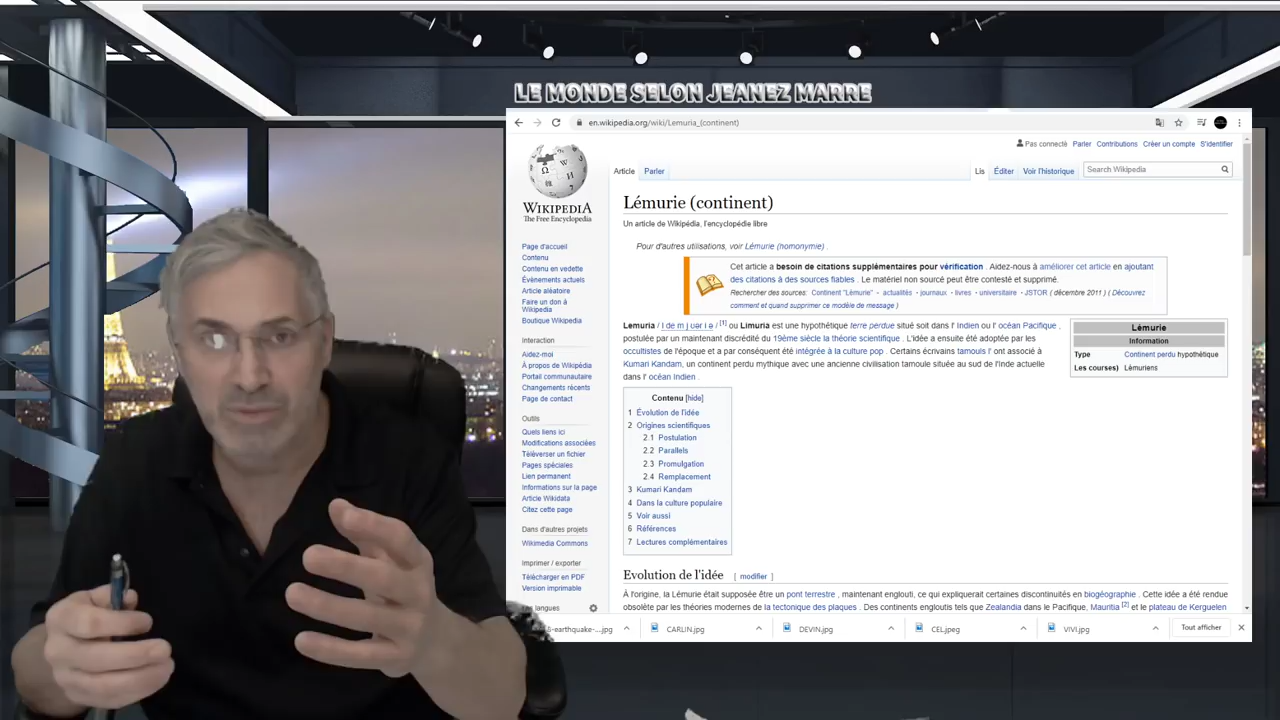 LE MONDE SELON JEANEZ MARRE
en.wikipedia.org/wiki/Lemuria_(continent)
Pas connecté Parler Contributions Créer un compte S'identifier
WIKIPEDIA
The Free Encyclopedia
Article Parler Lis Éditer Voir l'historique Search Wikipedia
Lémurie (continent)
Un article de Wikipédia, l'encyclopédie libre
Pour d'autres utilisations, voir Lémurie (homonymie) .
Cet article a besoin de citations supplémentaires pour vérification . Aidez-nous à améliorer cet article en ajoutant
des citations à des sources fiables . Le matériel non sourcé peut être contesté et supprimé.
Rechercher des sources: Continent "Lémurie" - actualités · journaux · livres · universitaire · JSTOR ( décembre 2011 ) ( Découvrez
comment et quand supprimer ce modèle de message )
Lemuria / [1] ou Limuria est une hypothétique terre perdue situé soit dans l' Indien ou l' océan Pacifique ,
postulée par un maintenant discrédité du 19ème siècle la théorie scientifique . L'idée a ensuite été adoptée par les
occultistes de l'époque et a par conséquent été intégrée à la culture pop . Certains écrivains tamouls l' ont associé à
Kumari Kandam, un continent perdu mythique avec une ancienne civilisation tamoule située au sud de l'Inde actuelle
dans l' océan Indien .
Lémurie
Information
Type Continent perdu hypothétique
Les courses) Lémuriens
Contenu [hide]
1 Évolution de l'idée
2 Origines scientifiques
2.1 Postulation
2.2 Parallels
2.3 Promulgation
2.4 Remplacement
3 Kumari Kandam
4 Dans la culture populaire
5 Voir aussi
6 Références
7 Lectures complémentaires
Evolution de l'idée [ modifier ]
À l'origine, la Lémurie était supposée être un pont terrestre , maintenant englouti, ce qui expliquerait certaines discontinuités en biogéographie . Cette idée a été rendue
obsolète par les théories modernes de la tectonique des plaques . Des continents engloutis tels que Zealandia dans le Pacifique, Mauritia [2] et le plateau de Kerguelen
Page d'accueil
Contenu
Contenu en vedette
Évènements actuels
Article aléatoire
Faire un don à
Wikipedia
Boutique Wikipedia
Interaction
Aidez-moi
À propos de Wikipédia
Portail communautaire
Changements récents
Page de contact
Outils
Quels liens ici
Modifications associées
Téléverser un fichier
Pages spéciales
Lien permanent
Informations sur la page
Article Wikidata
Citez cette page
Dans d'autres projets
Wikimedia Commons
Imprimer / exporter
Télécharger en PDF
Version imprimable
Les langues
-earthquake-....jpg CARLIN.jpg DEVIN.jpg CEL.jpeg VIVI.jpg Tout afficher